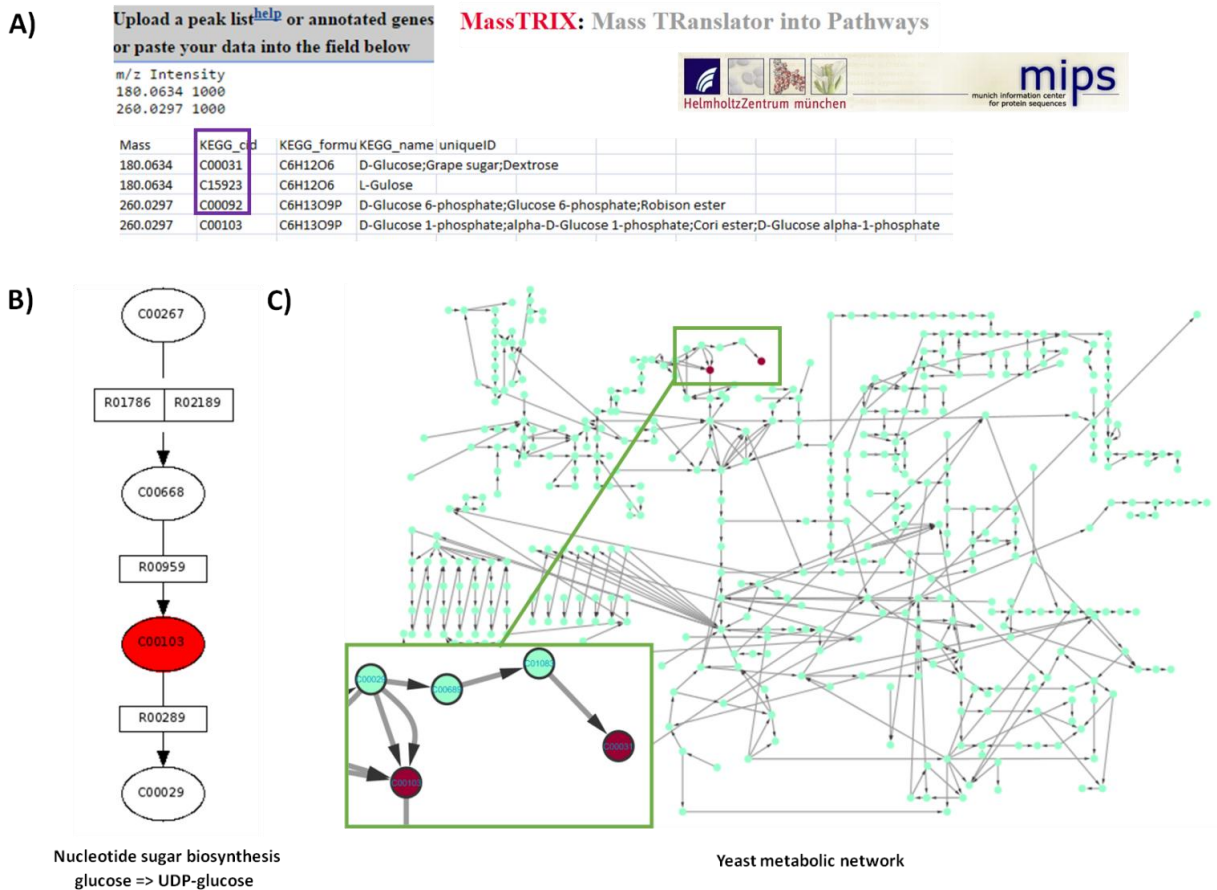 A)
Upload a peak list help or annotated genes
or paste your data into the field below
MassTRIX: Mass TRanslator into Pathways
m/z Intensity
180.0634 1000
260.0297 1000
HelmholtzZentrum münchen
mips
munich information center
for protein sequences
Mass KEGG_cid KEGG_formu KEGG_name uniqueID
180.0634 C00031 C6H12O6 D-Glucose;Grape sugar;Dextrose
180.0634 C15923 C6H12O6 L-Gulose
260.0297 C00092 C6H13O9P D-Glucose 6-phosphate;Glucose 6-phosphate;Robison ester
260.0297 C00103 C6H13O9P D-Glucose 1-phosphate;alpha-D-Glucose 1-phosphate;Cori ester;D-Glucose alpha-1-phosphate
B)
C00267
R01786 R02189
C00668
R00959
C00103
R00289
C00029
Nucleotide sugar biosynthesis
glucose => UDP-glucose
C)
C00029
C00689
C01083
C00031
C00103
Yeast metabolic network